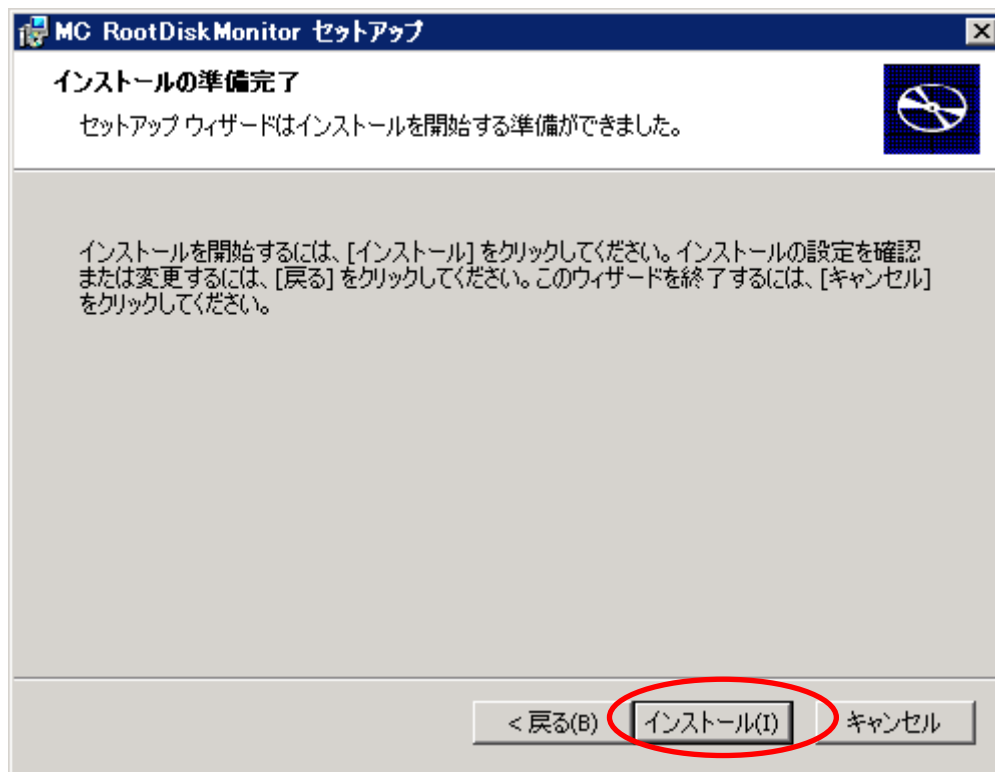 MC RootDiskMonitor セットアップ
インストールの準備完了
セットアップ ウィザードはインストールを開始する準備ができました。
インストールを開始するには、[インストール] をクリックしてください。インストールの設定を確認
または変更するには、[戻る] をクリックしてください。このウィザードを終了するには、[キャンセル]
をクリックしてください。
< 戻る(B) インストール(I) キャンセル